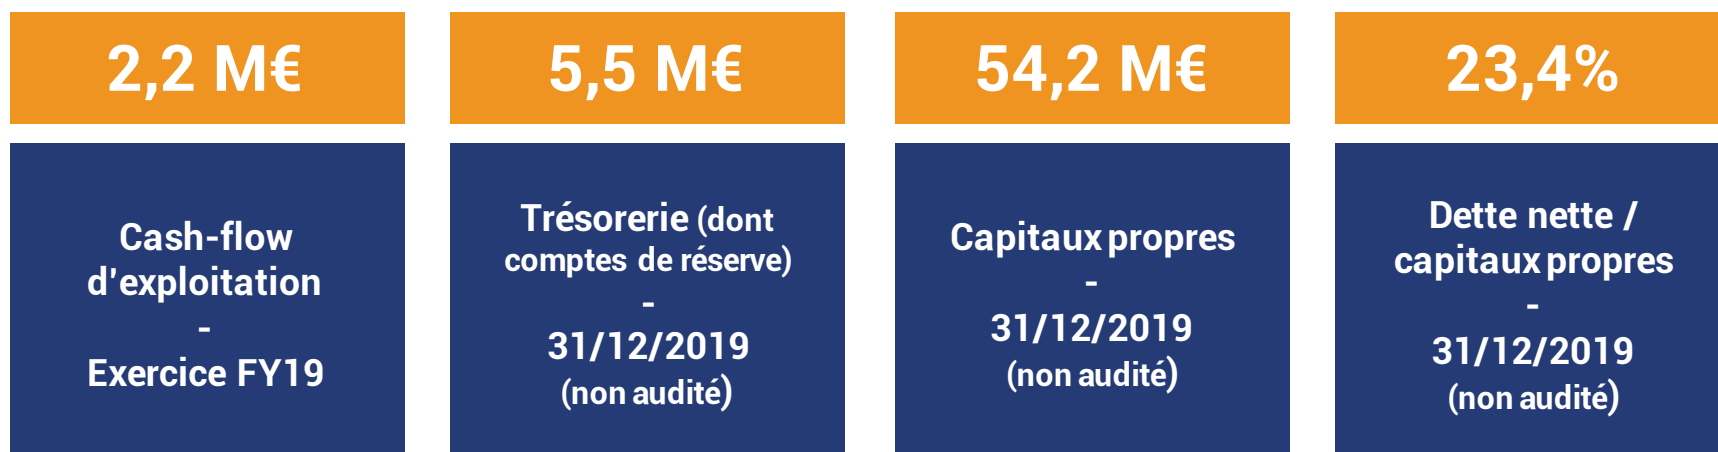 2,2 M€
Cash-flow
d'exploitation
-
Exercice FY19
5,5 M€
Trésorerie (dont
comptes de réserve)
-
31/12/2019
(non audité)
54,2 M€
Capitaux propres
-
31/12/2019
(non audité)
23,4%
Dette nette /
capitaux propres
-
31/12/2019
(non audité)